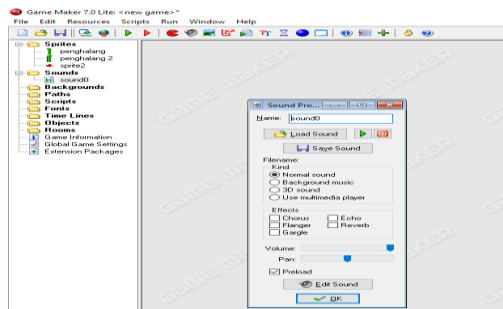 Game Maker 7.0 Lite: <new game>*
File Edit Resources Scripts Run Window Help
Sprites
penghalang
penghalang 2
sprite2
Sounds
sound0
Backgrounds
Paths
Scripts
Fonts
Time Lines
Objects
Rooms
Game Information
Global Game Settings
Extension Packages
Sound Pro...
Name: sound0
Load Sound
Save Sound
Filename:
Kind
Normal sound
Background music
3D sound
Use multimedia player
Effects
Chorus Echo
Flanger Reverb
Gargle
Volume:
Pan:
Preload
Edit Sound
OK